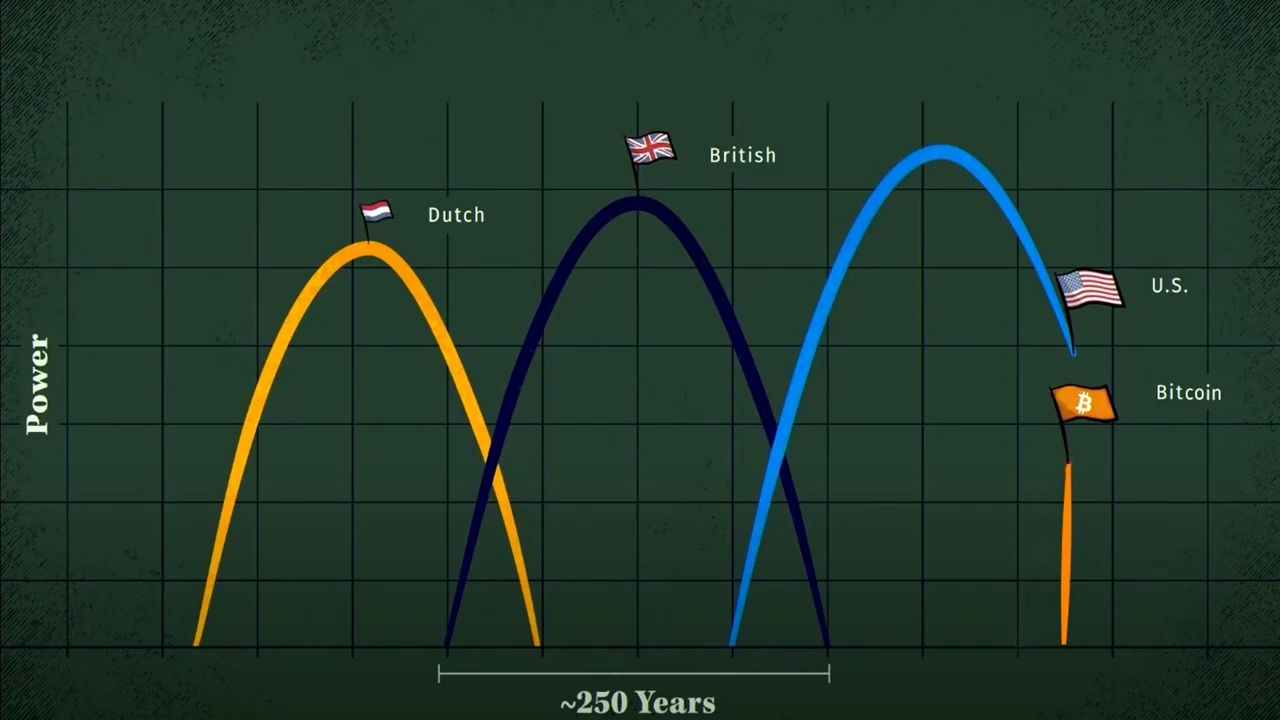 British
Dutch
U.S.
Power
Bitcoin
~250 Years